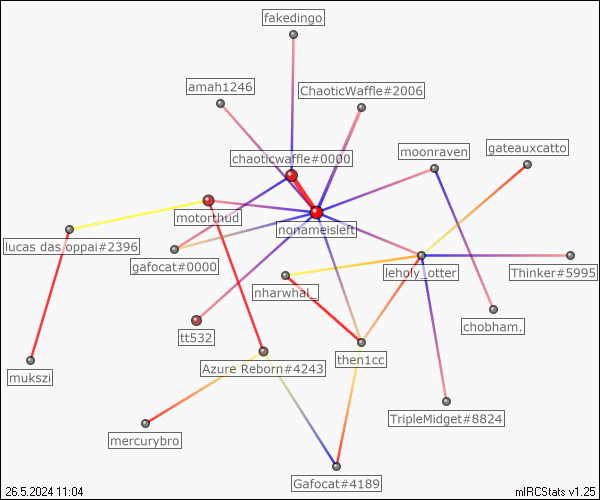 fakedingo
amah1246
ChaoticWaffle#2006
chaoticwaffle#0000
moonraven
gateauxcatto
motorthud
nonameisleft
lucas das oppai#2396
gafocat#0000
leholy_otter
Thinker#5995
nharwhal_
chobham.
tt532
then1cc
Azure Reborn#4243
mukszi
TripleMidget#8824
mercurybro
Gafocat#4189
26.5.2024 11:04
mIRCStats v1.25